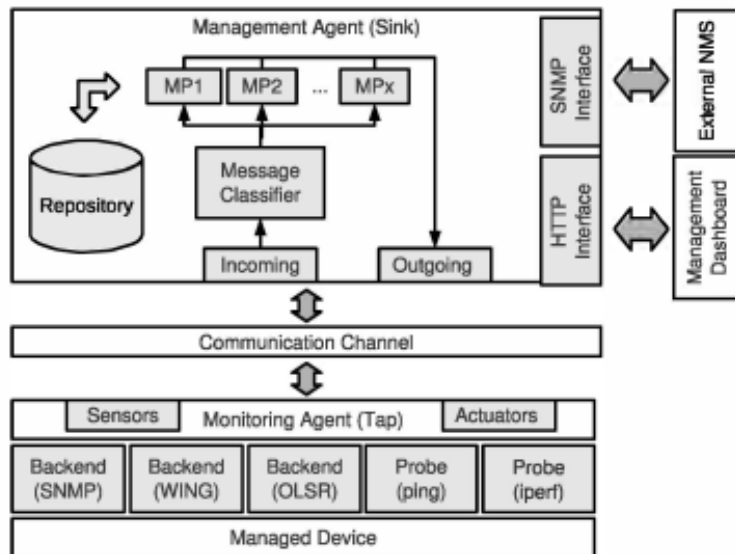 Management Agent (Sink)
MP1
MP2
...
MPx
Message
Classifier
Repository
Incoming
Outgoing
SNMP
Interface
HTTP
Interface
External NMS
Management
Dashboard
Communication Channel
Sensors
Monitoring Agent (Tap)
Actuators
Backend
(SNMP)
Backend
(WING)
Backend
(OLSR)
Probe
(ping)
Probe
(iperf)
Managed Device